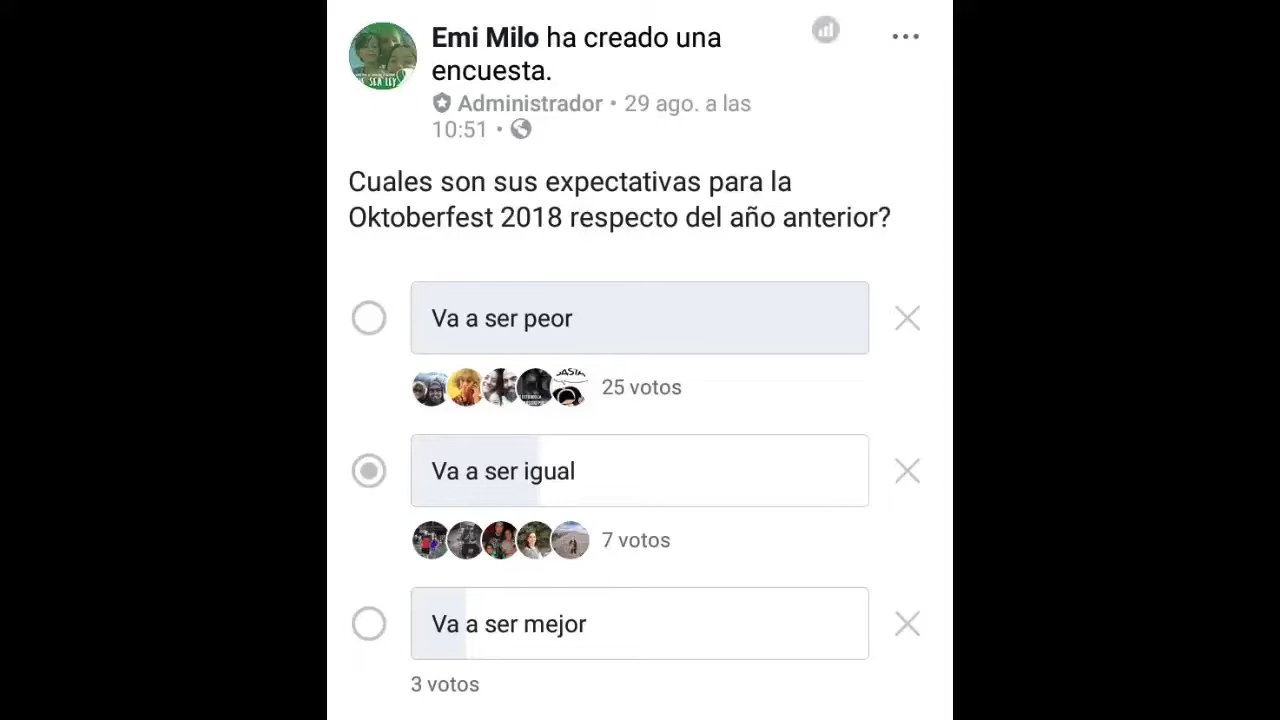 Emi Milo ha creado una
encuesta.
Administrador • 29 ago. a las
10:51 •
Cuales son sus expectativas para la
Oktoberfest 2018 respecto del año anterior?
Va a ser peor
25 votos
Va a ser igual
7 votos
Va a ser mejor
3 votos